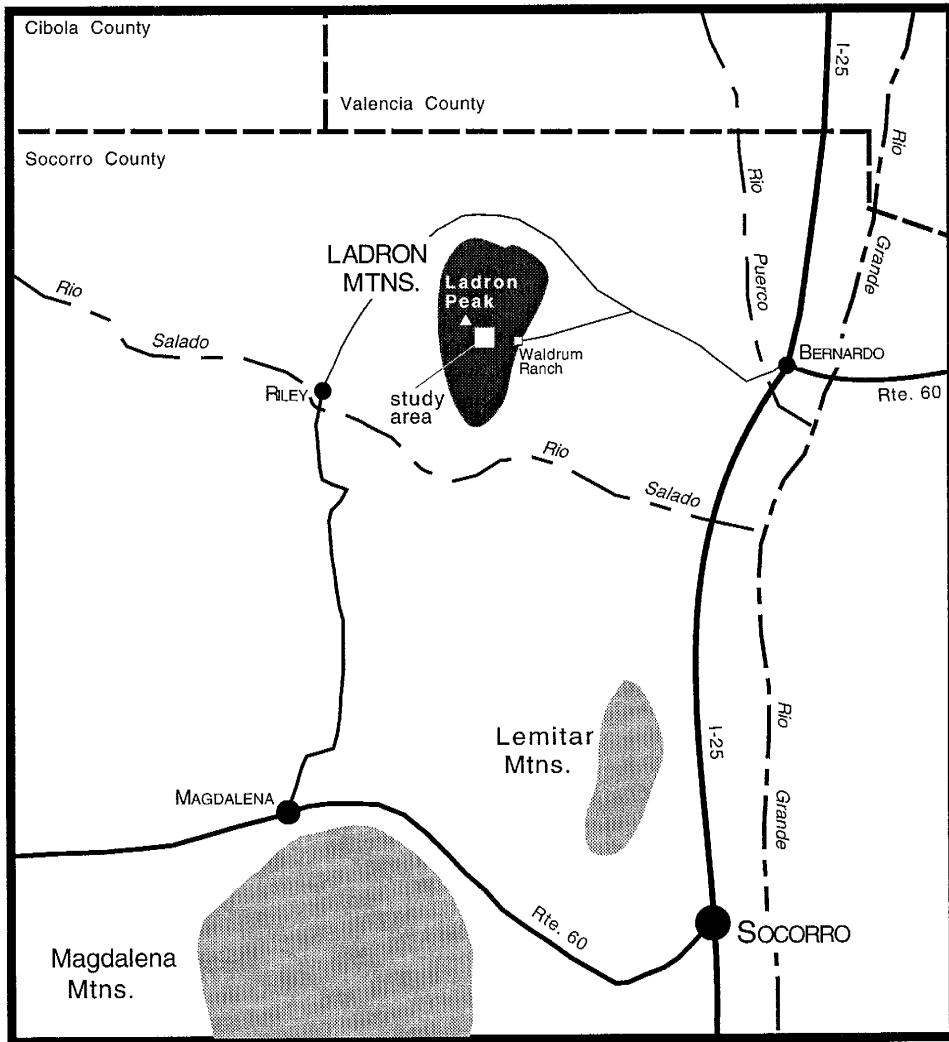 Cibola County
I-25
Valencia County
Socorro County
Rio
Rio
Puerco
Grande
LADRON
MTNS.
Ladron
Peak
Rio
Salado
Waldrum
Ranch
BERNARDO
Rte. 60
RILEY
study
area
Rio
Salado
Lemitar
Mtns.
I-25
Rio
Grande
MAGDALENA
Rte. 60
SOCORRO
Magdalena
Mtns.